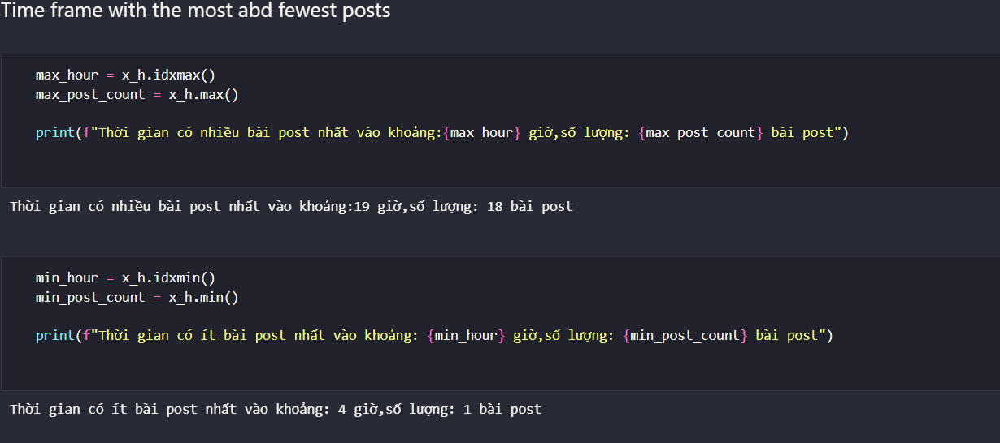 Time frame with the most abd fewest posts
max_hour = x_h.idxmax()
max_post_count = x_h.max()
print(f"Thời gian có nhiều bài post nhất vào khoảng:{max_hour} giờ,số lượng: {max_post_count} bài post")
Thời gian có nhiều bài post nhất vào khoảng:19 giờ,số lượng: 18 bài post
min_hour = x_h.idxmin()
min_post_count = x_h.min()
print(f"Thời gian có ít bài post nhất vào khoảng: {min_hour} giờ,số lượng: {min_post_count} bài post")
Thời gian có ít bài post nhất vào khoảng: 4 giờ,số lượng: 1 bài post